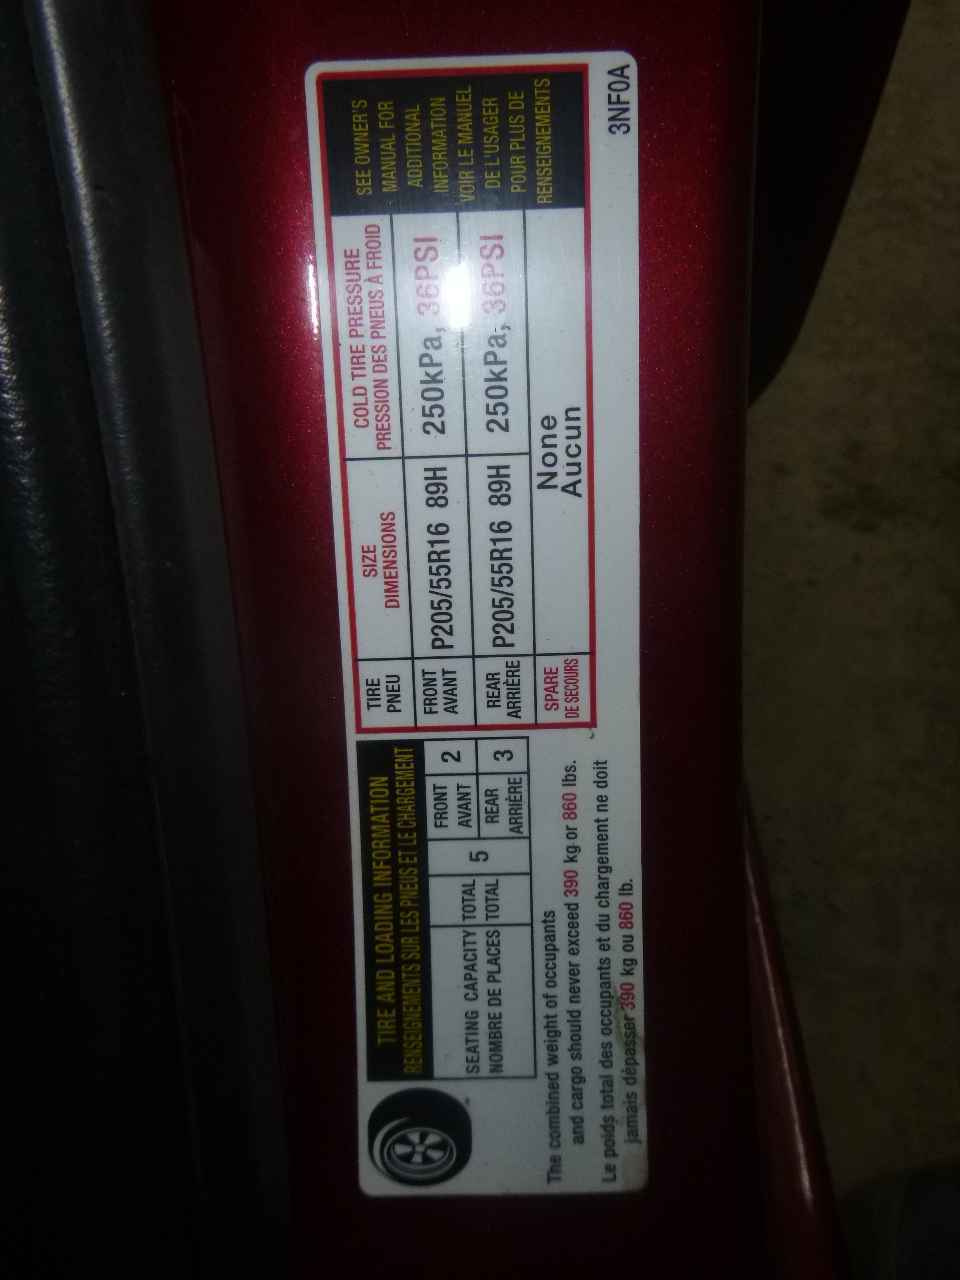 TIRE AND LOADING INFORMATION
RENSEIGNEMENTS SUR LES PNEUS ET LE CHARGEMENT
SEATING CAPACITY TOTAL 5 FRONT 2
NOMBRE DE PLACES TOTAL AVANT
REAR 3
ARRIÈRE
The combined weight of occupants
and cargo should never exceed 390 kg or 860 lbs.
Le poids total des occupants et du chargement ne doit
jamais dépasser 390 kg ou 860 lb.
TIRE SIZE COLD TIRE PRESSURE
PNEU DIMENSIONS PRESSION DES PNEUS À FROID
FRONT P205/55R16 89H 250kPa, 36PSI
AVANT
REAR P205/55R16 89H 250kPa, 36PSI
ARRIÈRE
SPARE None
DE SECOURS Aucun
SEE OWNER'S
MANUAL FOR
ADDITIONAL
INFORMATION
VOIR LE MANUEL
DE L'USAGER
POUR PLUS DE
RENSEIGNEMENTS
3NF0A